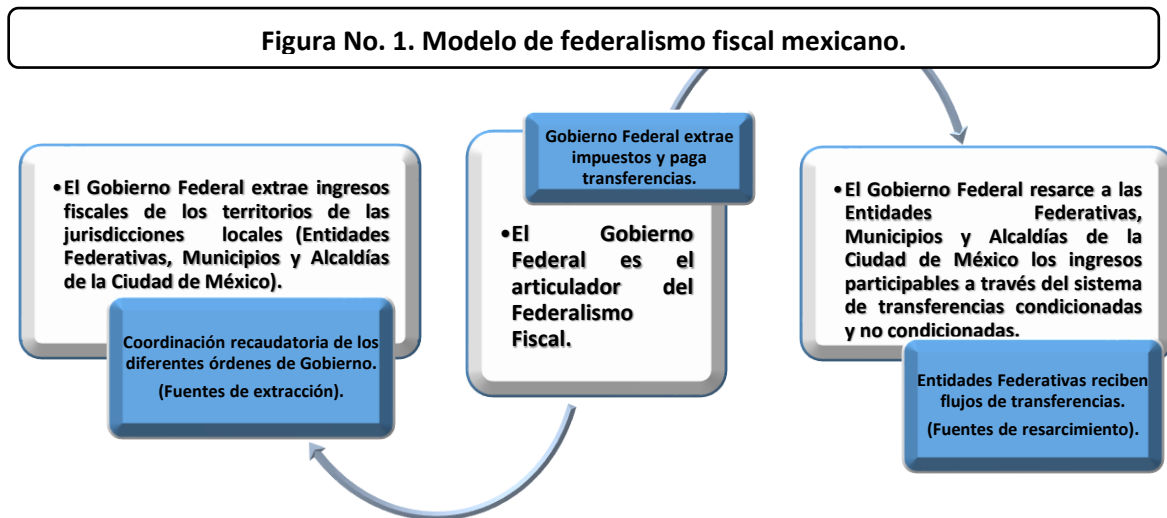 Figura No. 1. Modelo de federalismo fiscal mexicano.
•El Gobierno Federal extrae ingresos
fiscales de los territorios de las
jurisdicciones locales (Entidades
Federativas, Municipios y Alcaldías
de la Ciudad de México).
Coordinación recaudatoria de los
diferentes órdenes de Gobierno.
(Fuentes de extracción).
Gobierno Federal extrae
impuestos y paga
transferencias.
•El Gobierno
Federal es el
articulador del
Federalismo
Fiscal.
•El Gobierno Federal resarce a las
Entidades Federativas,
Municipios y Alcaldías de la
Ciudad de México los ingresos
participables a través del sistema
de transferencias condicionadas
y no condicionadas.
Entidades Federativas reciben
flujos de transferencias.
(Fuentes de resarcimiento).